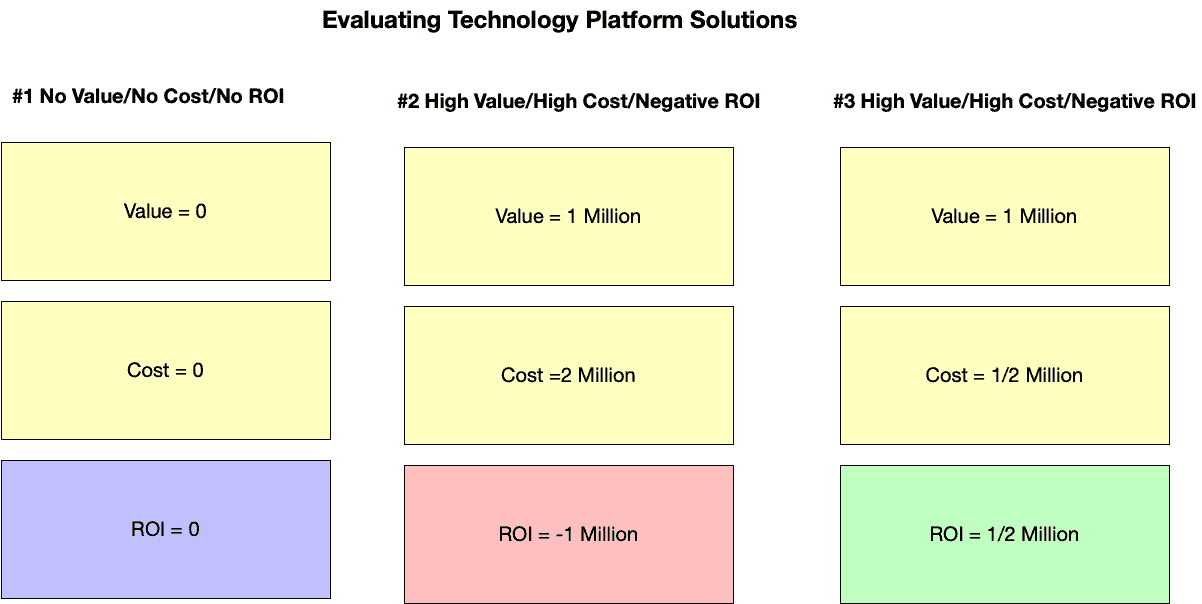 Evaluating Technology Platform Solutions
#1 No Value/No Cost/No ROI
Value = 0
Cost = 0
ROI = 0
#2 High Value/High Cost/Negative ROI
Value = 1 Million
Cost =2 Million
ROI = -1 Million
#3 High Value/High Cost/Negative ROI
Value = 1 Million
Cost = 1/2 Million
ROI = 1/2 Million